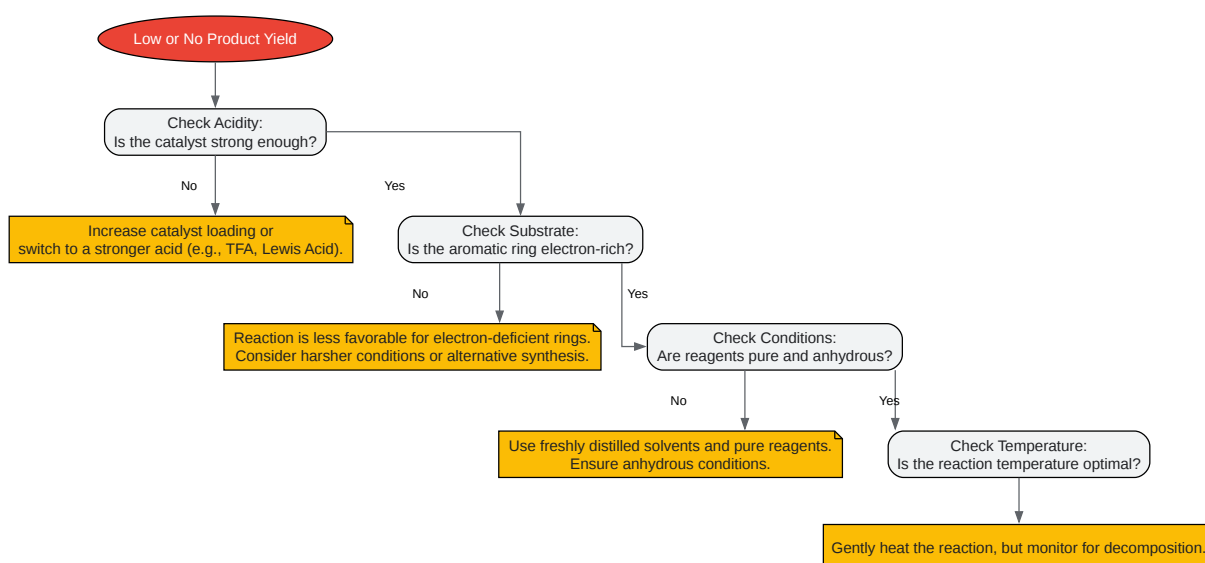 Low or No Product Yield
Check Acidity:
Is the catalyst strong enough?
No
Yes
Increase catalyst loading or
switch to a stronger acid (e.g., TFA, Lewis Acid).
Check Substrate:
Is the aromatic ring electron-rich?
No
Yes
Reaction is less favorable for electron-deficient rings.
Consider harsher conditions or alternative synthesis.
Check Conditions:
Are reagents pure and anhydrous?
No
Yes
Use freshly distilled solvents and pure reagents.
Ensure anhydrous conditions.
Check Temperature:
Is the reaction temperature optimal?
Gently heat the reaction, but monitor for decomposition.